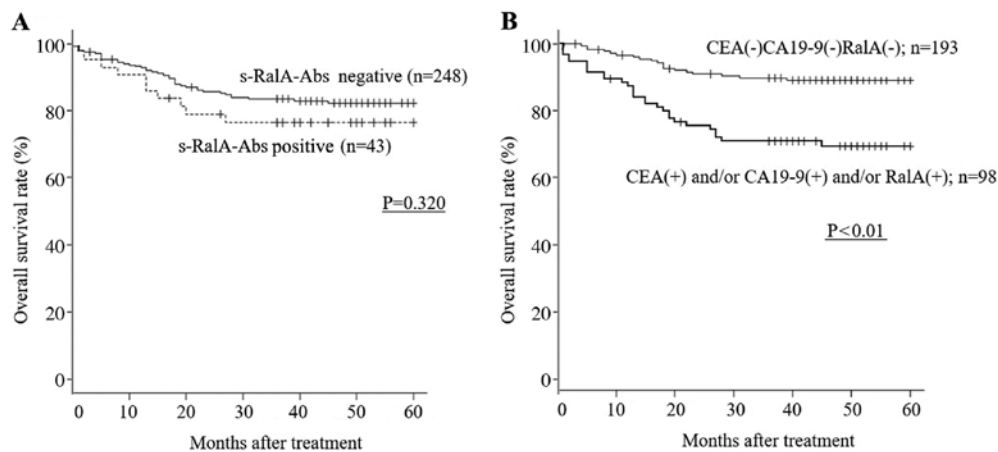 A
100
80
60
40
20
0
Overall survival rate (%)
s-RalA-Abs negative (n=248)
s-RalA-Abs positive (n=43)
P=0.320
0 10 20 30 40 50 60
Months after treatment
B
100
80
60
40
20
0
Overall survival rate (%)
CEA(-)CA19-9(-)RalA(-); n=193
CEA(+) and/or CA19-9(+) and/or RalA(+); n=98
P<0.01
0 10 20 30 40 50 60
Months after treatment